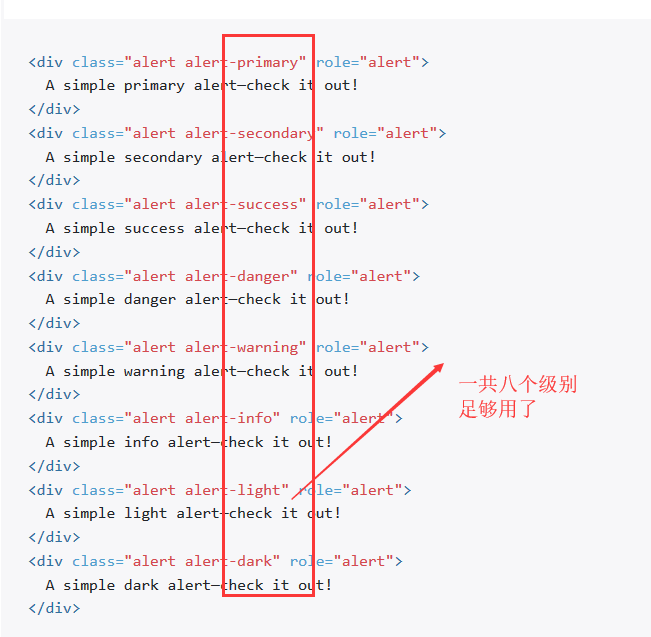 <div class="alert alert-primary" role="alert">
  A simple primary alert—check it out!
</div>
<div class="alert alert-secondary" role="alert">
  A simple secondary alert—check it out!
</div>
<div class="alert alert-success" role="alert">
  A simple success alert—check it out!
</div>
<div class="alert alert-danger" role="alert">
  A simple danger alert—check it out!
</div>
<div class="alert alert-warning" role="alert">
  A simple warning alert—check it out!
</div>
<div class="alert alert-info" role="alert">
  A simple info alert—check it out!
</div>
<div class="alert alert-light" role="alert">
  A simple light alert—check it out!
</div>
<div class="alert alert-dark" role="alert">
  A simple dark alert—check it out!
</div>
一共八个级别
足够用了